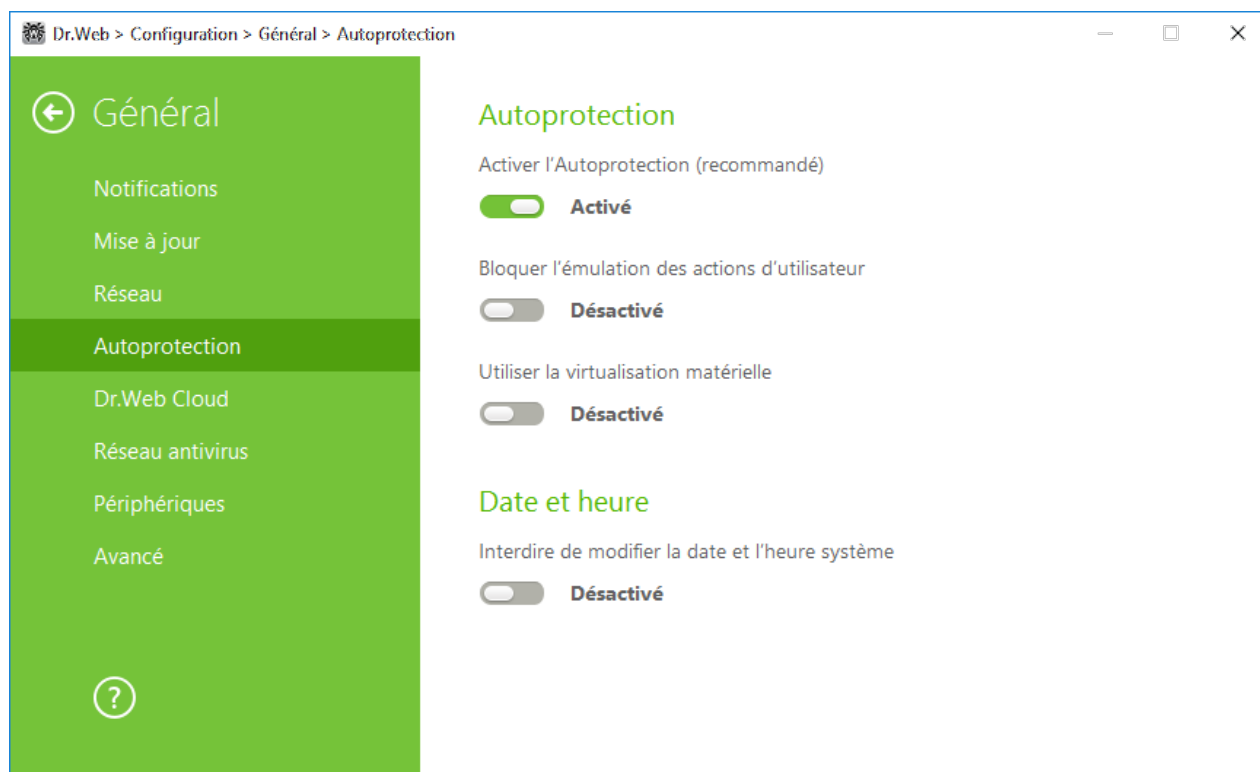 Dr.Web > Configuration > Général > Autoprotection
Général
Notifications
Mise à jour
Réseau
Autoprotection
Dr.Web Cloud
Réseau antivirus
Périphériques
Avancé
?
Autoprotection
Activer l’Autoprotection (recommandé)
Activé
Bloquer l’émulation des actions d’utilisateur
Désactivé
Utiliser la virtualisation matérielle
Désactivé
Date et heure
Interdire de modifier la date et l’heure système
Désactivé